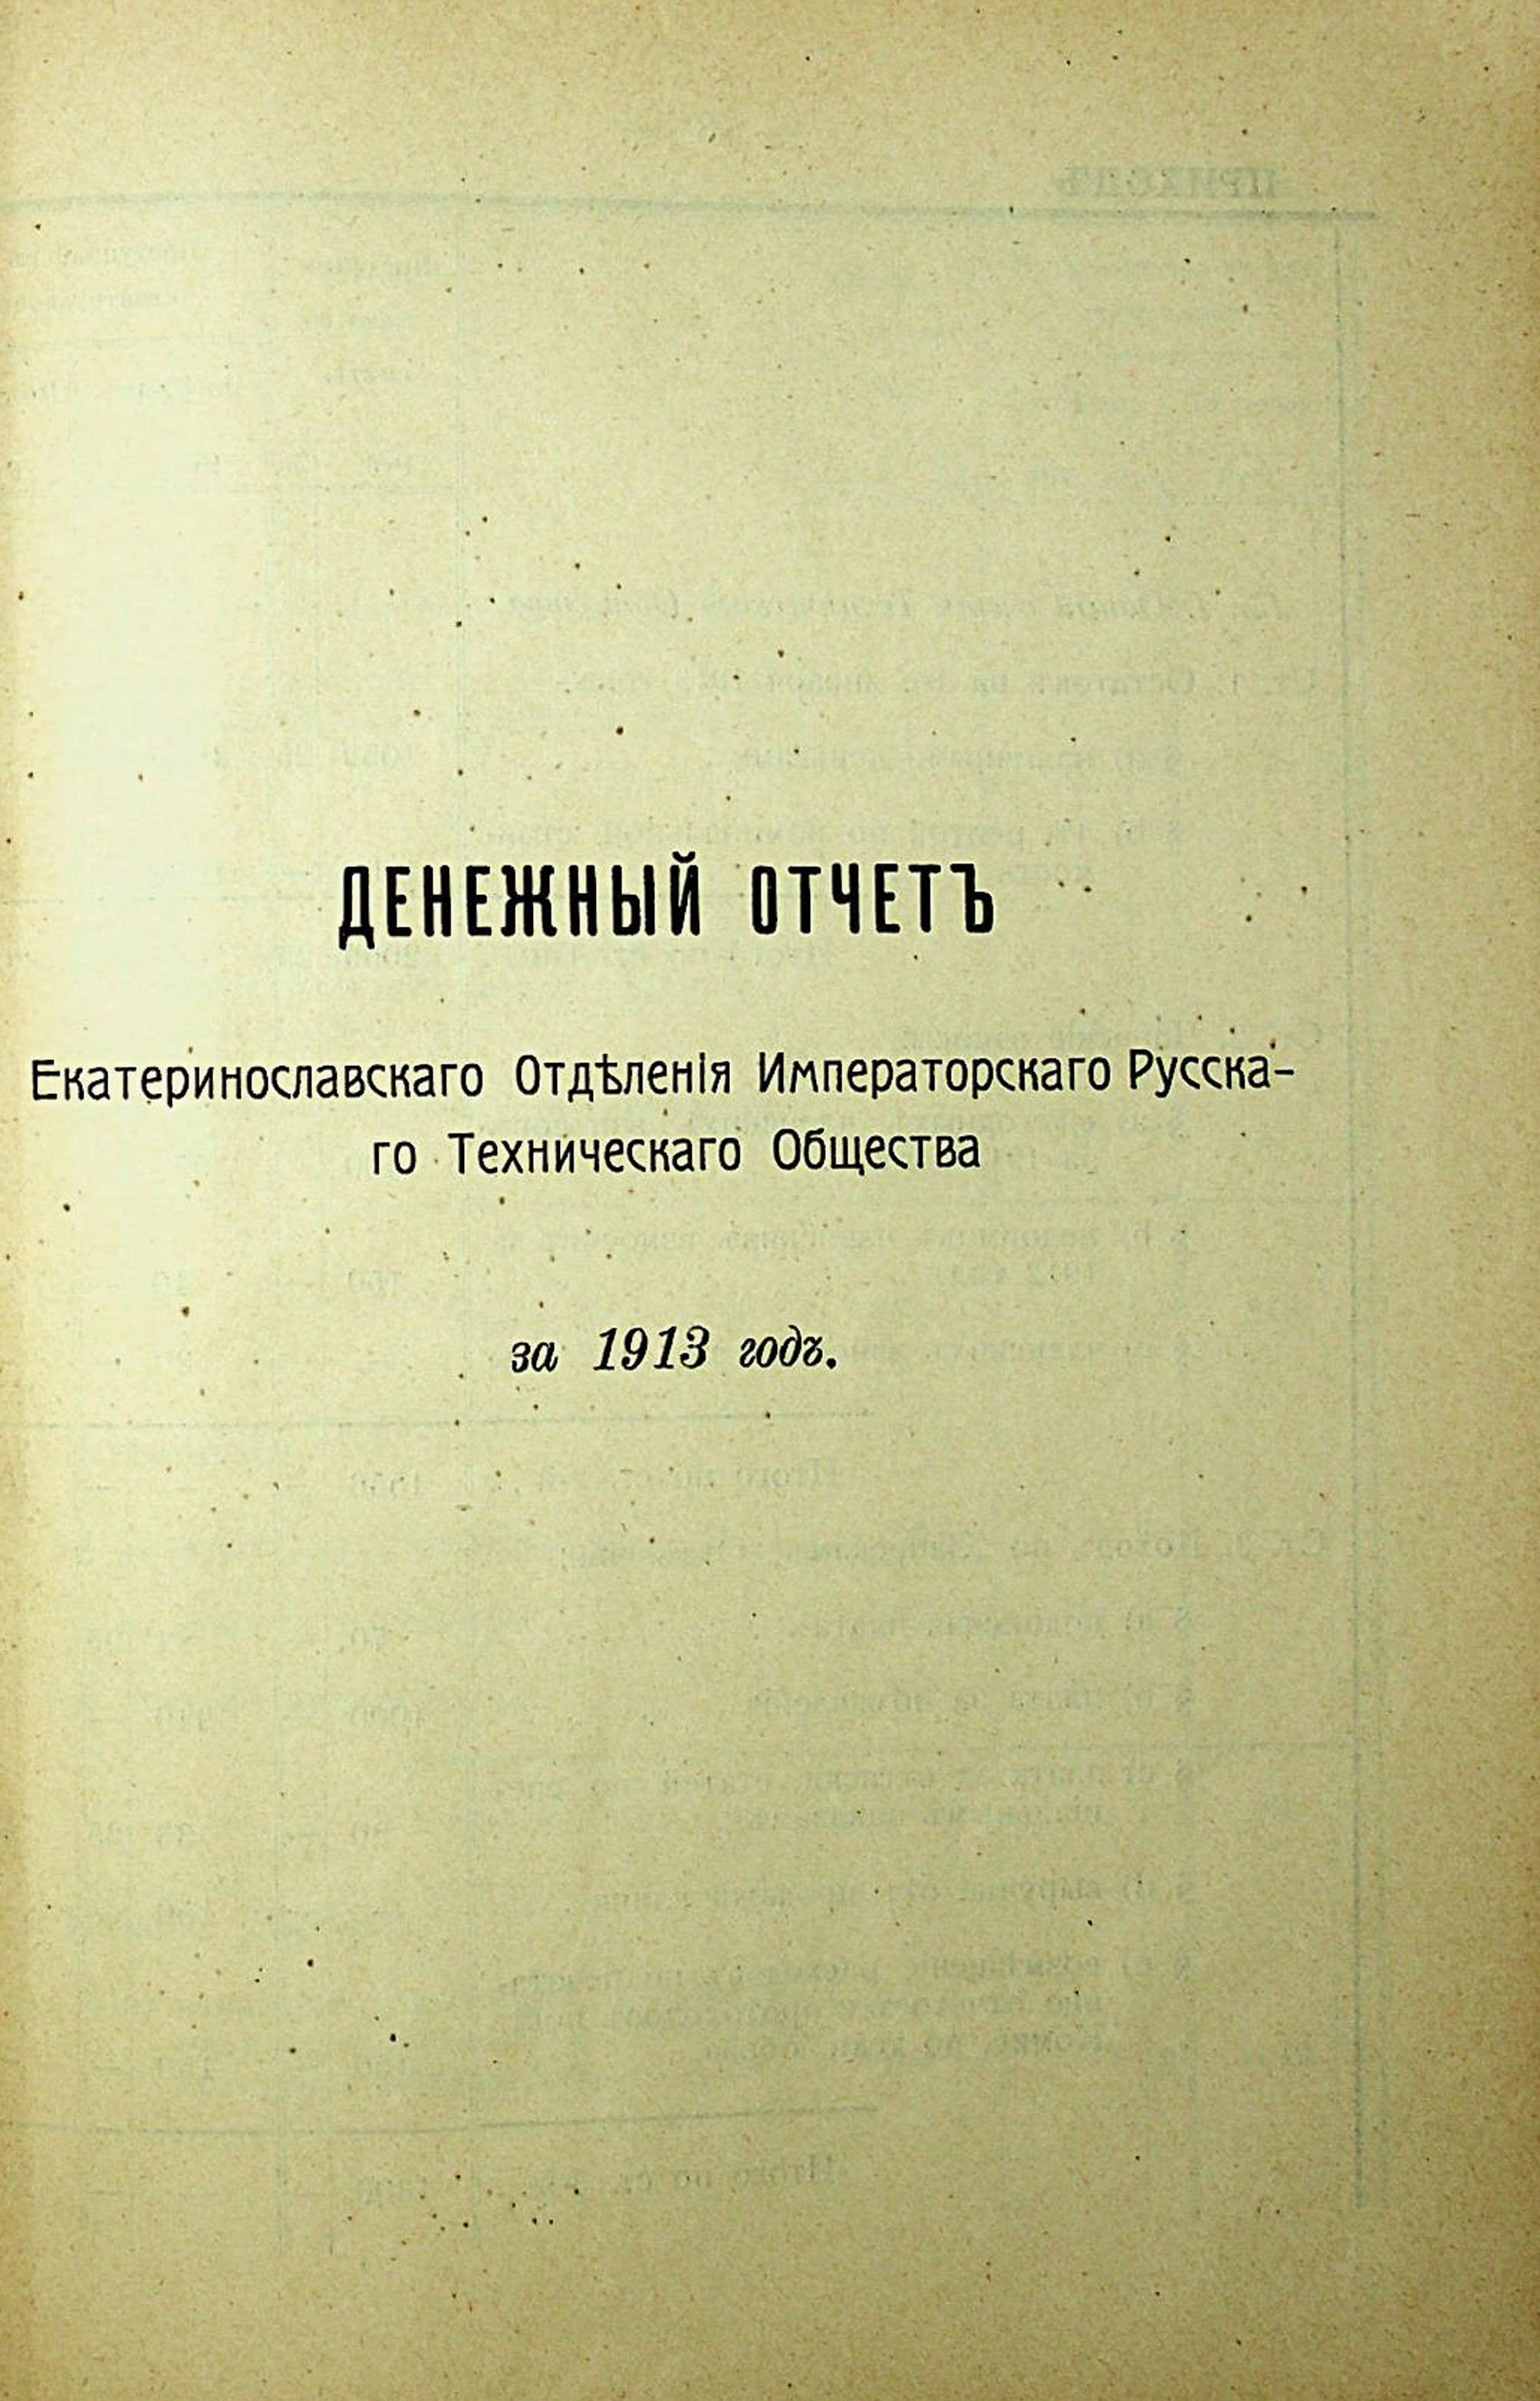 ДЕНЕЖНЫЙ ОТЧЕТЪ
Екатеринославскаго Отдѣленія Императорскаго Русска-
го Техническаго Общества
за 1913 годъ.